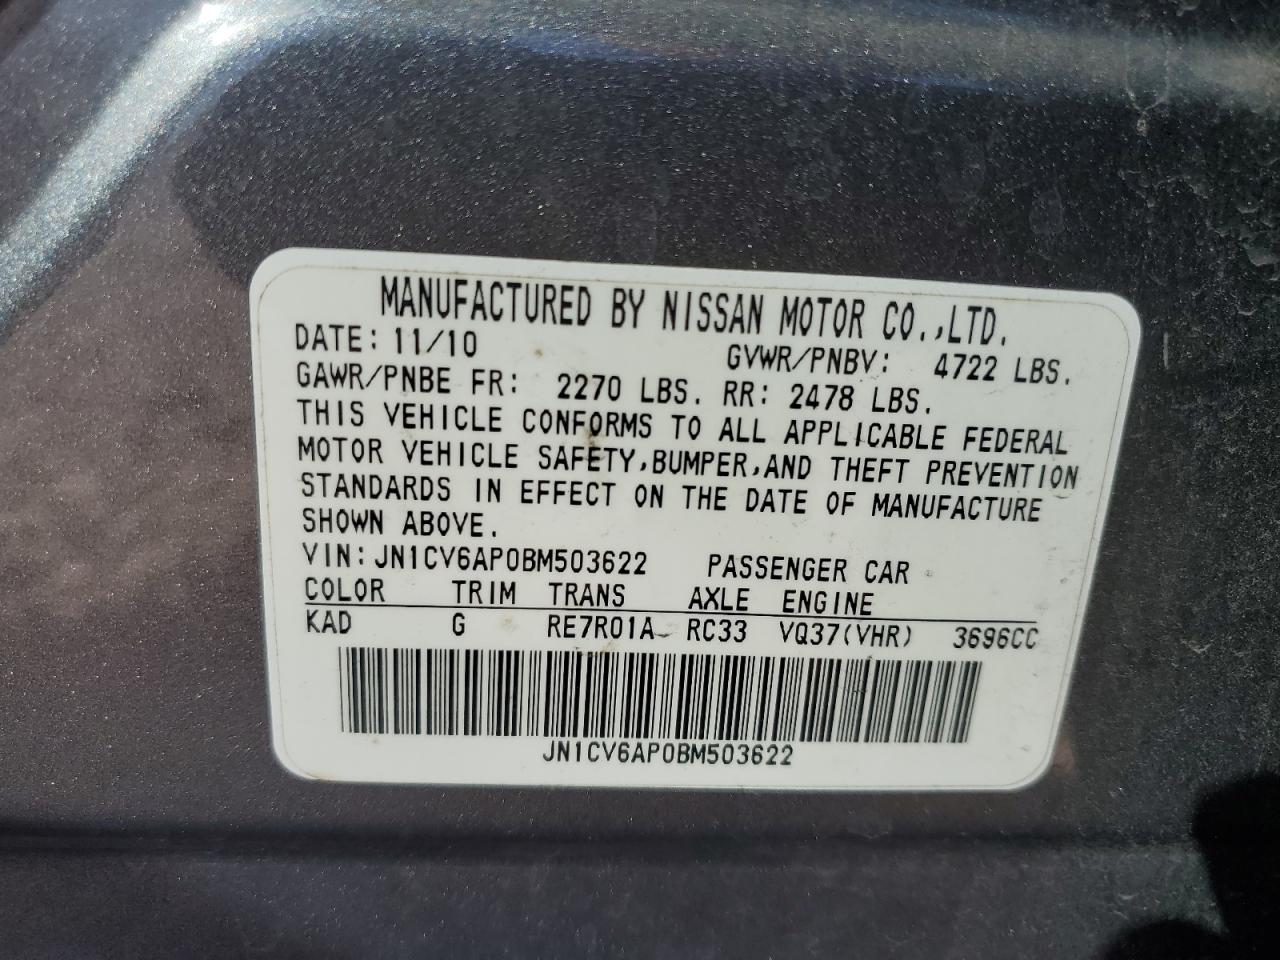 MANUFACTURED BY NISSAN MOTOR CO.,LTD.
DATE: 11/10 GVWR/PNBV: 4722 LBS.
GAWR/PNBE FR: 2270 LBS. RR: 2478 LBS.
THIS VEHICLE CONFORMS TO ALL APPLICABLE FEDERAL
MOTOR VEHICLE SAFETY,BUMPER,AND THEFT PREVENTION
STANDARDS IN EFFECT ON THE DATE OF MANUFACTURE
SHOWN ABOVE.
VIN:JN1CV6AP0BM503622 PASSENGER CAR
COLOR TRIM TRANS AXLE ENGINE
KAD G RE7R01A RC33 VQ37(VHR) 3696CC
JN1CV6AP0BM503622